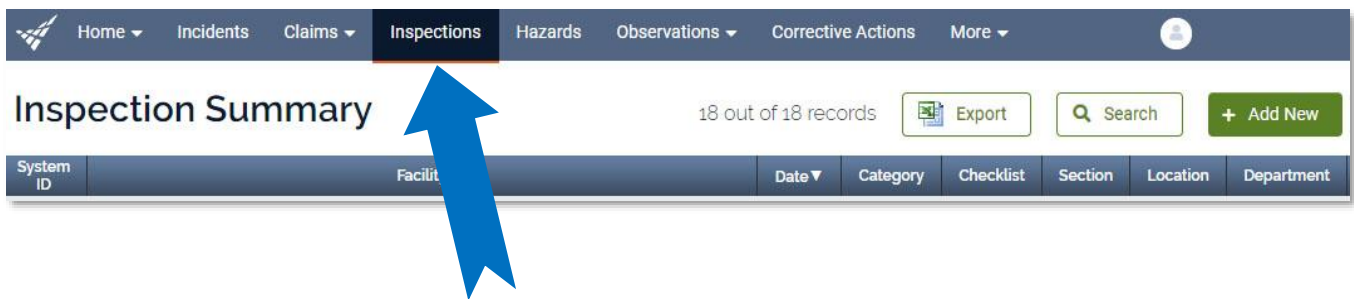 Home Incidents Claims Inspections Hazards Observations Corrective Actions More
Inspection Summary 18 out of 18 records Export Search + Add New
System ID Date▼ Category Checklist Section Location Department